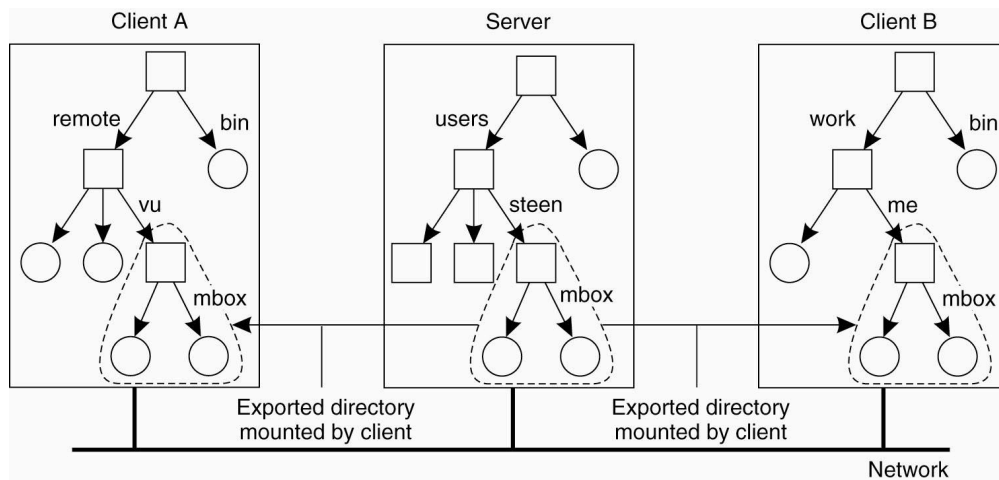 Client A
Server
Client B
remote
bin
users
work
bin
vu
steen
me
mbox
mbox
mbox
Exported directory
mounted by client
Exported directory
mounted by client
Network